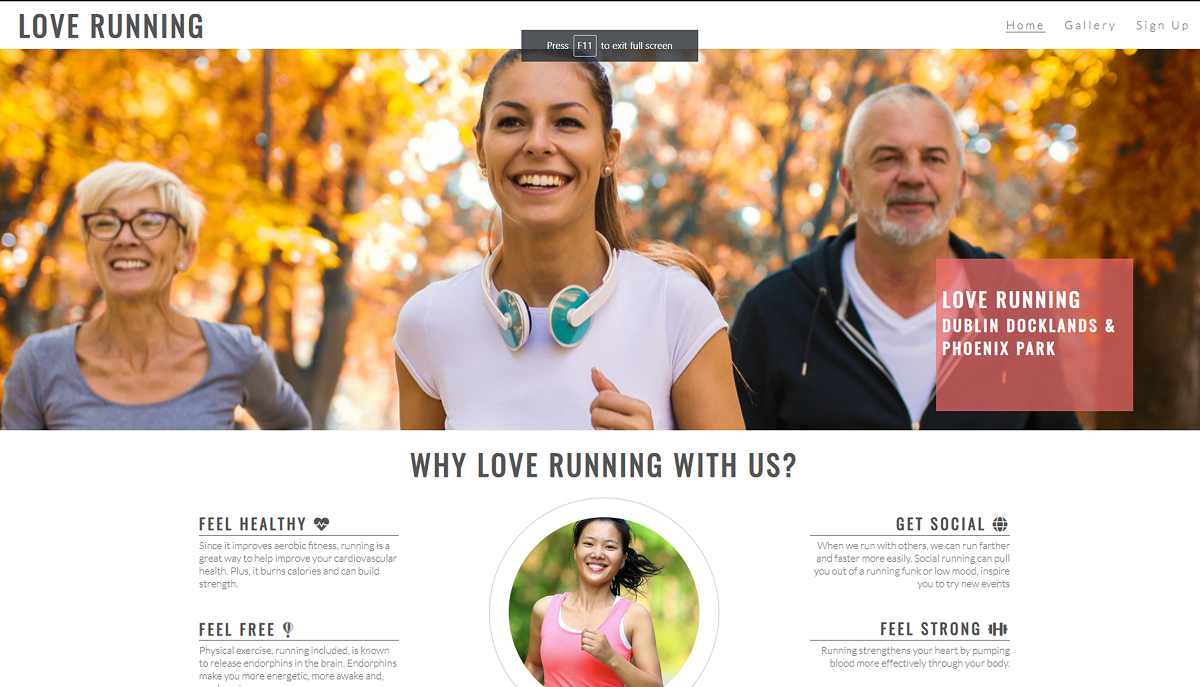 LOVE RUNNING
Home Gallery Sign Up
Press F11 to exit full screen
LOVE RUNNING
DUBLIN DOCKLANDS &
PHOENIX PARK
WHY LOVE RUNNING WITH US?
FEEL HEALTHY
Since it improves aerobic fitness, running is a
great way to help improve your cardiovascular
health. Plus, it burns calories and can build
strength.
FEEL FREE
Physical exercise, running included, is known
to release endorphins in the brain. Endorphins
make you more energetic, more awake and,
GET SOCIAL
When we run with others, we can run farther
and faster more easily. Social running can pull
you out of a running funk or low mood, inspire
you to try new events
FEEL STRONG
Running strengthens your heart by pumping
blood more effectively through your body.